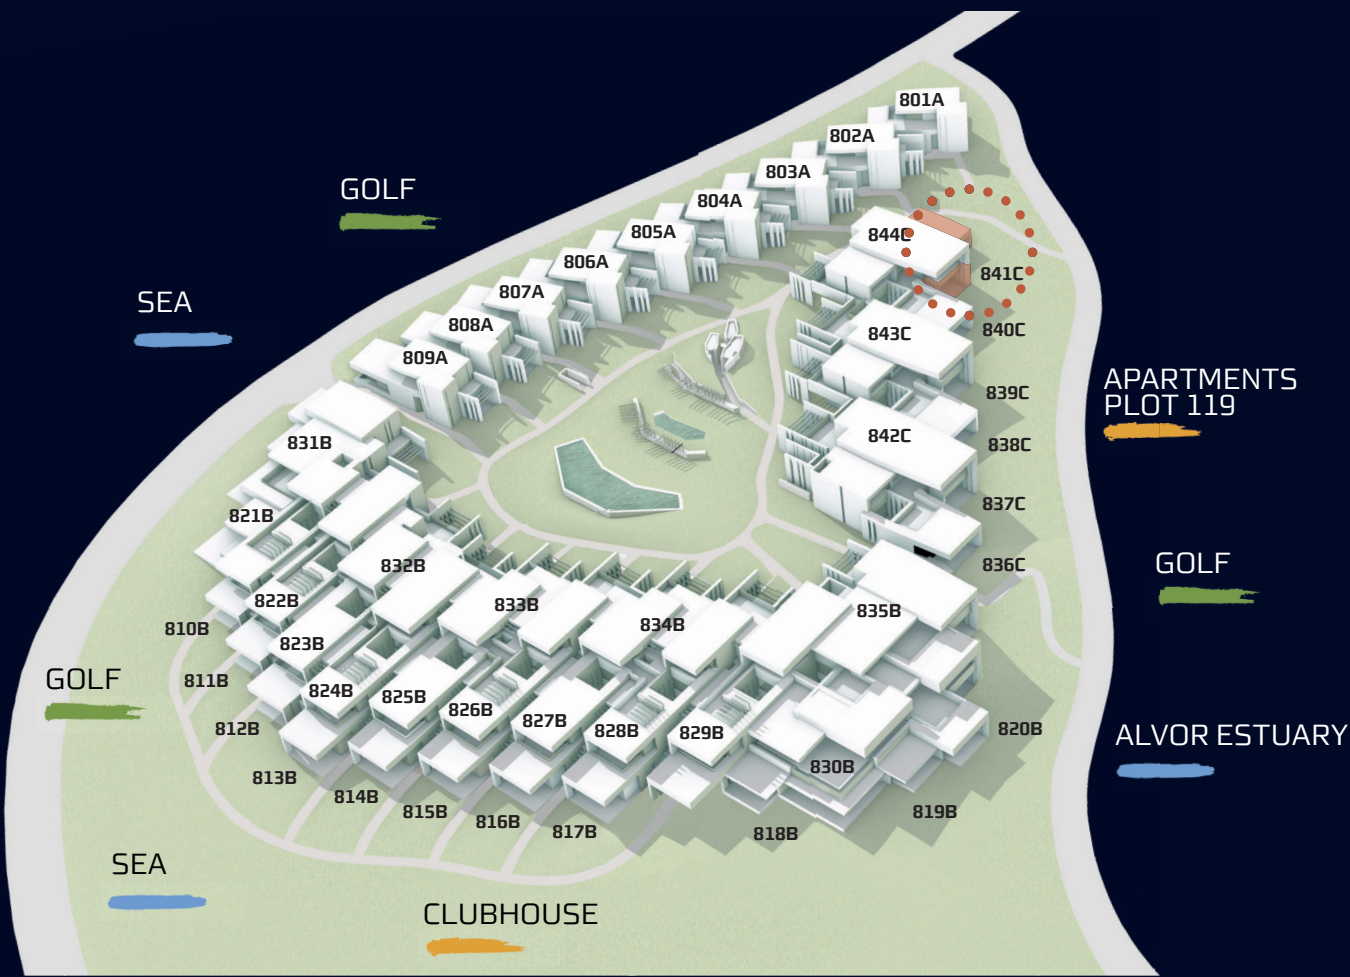 801A
802A
803A
804A
805A
806A
807A
808A
809A
GOLF
SEA
844C
841C
840C
843C
839C
842C
838C
837C
836C
APARTMENTS
PLOT 119
GOLF
ALVOR ESTUARY
831B
821B
832B
822B
833B
834B
835B
810B
823B
811B
824B
825B
826B
827B
828B
829B
830B
820B
GOLF
812B
813B
814B
815B
816B
817B
818B
819B
SEA
CLUBHOUSE